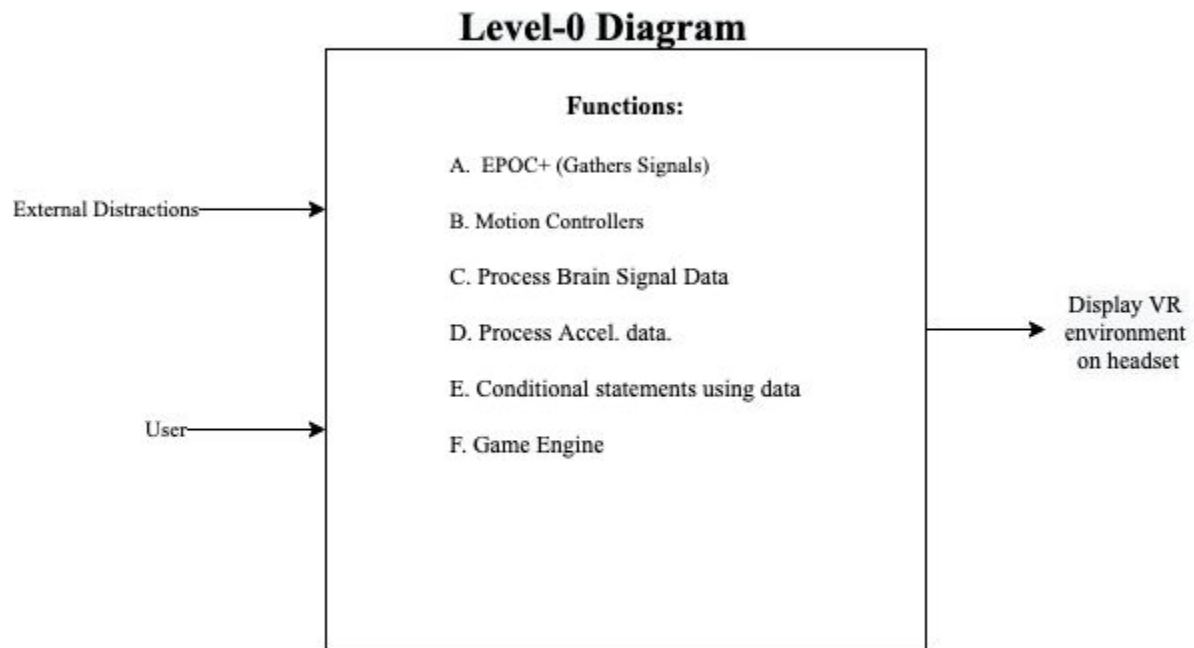 Level-0 Diagram
Functions:
A. EPOC+ (Gathers Signals)
External Distractions
B. Motion Controllers
C. Process Brain Signal Data
D. Process Accel. data.
E. Conditional statements using data
User
F. Game Engine
Display VR
environment
on headset